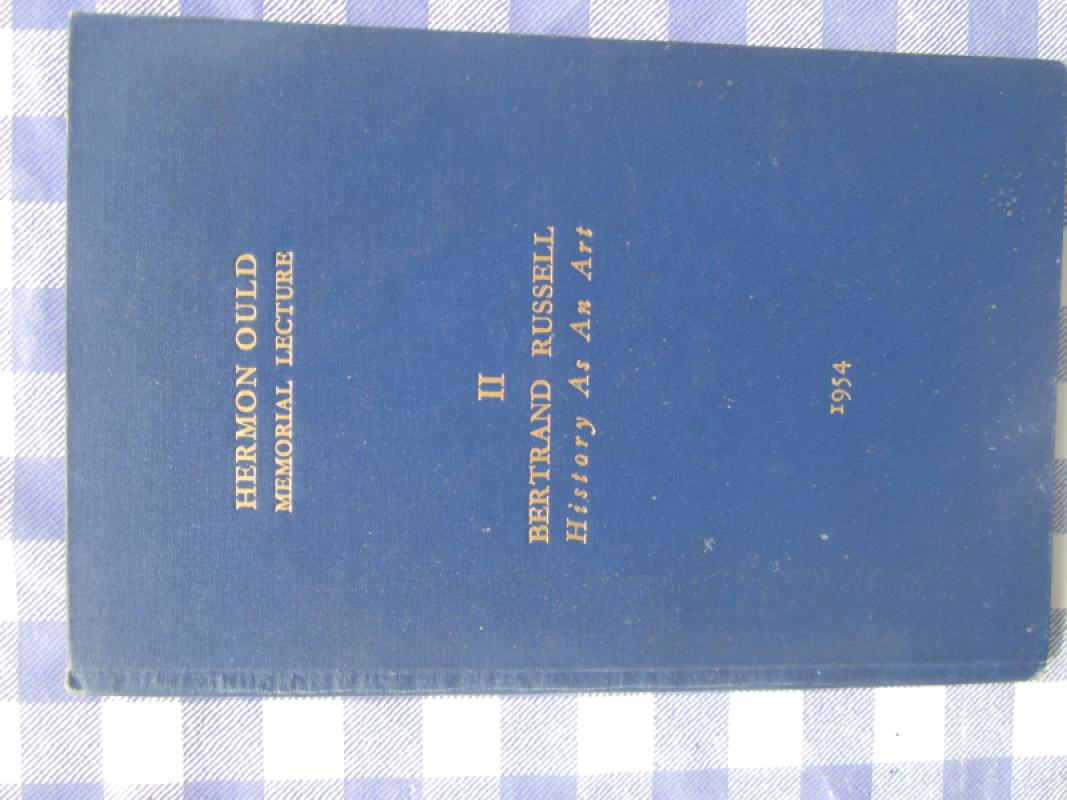 HERMON OULD
MEMORIAL LECTURE
II
BERTRAND RUSSELL
History As An Art
1954